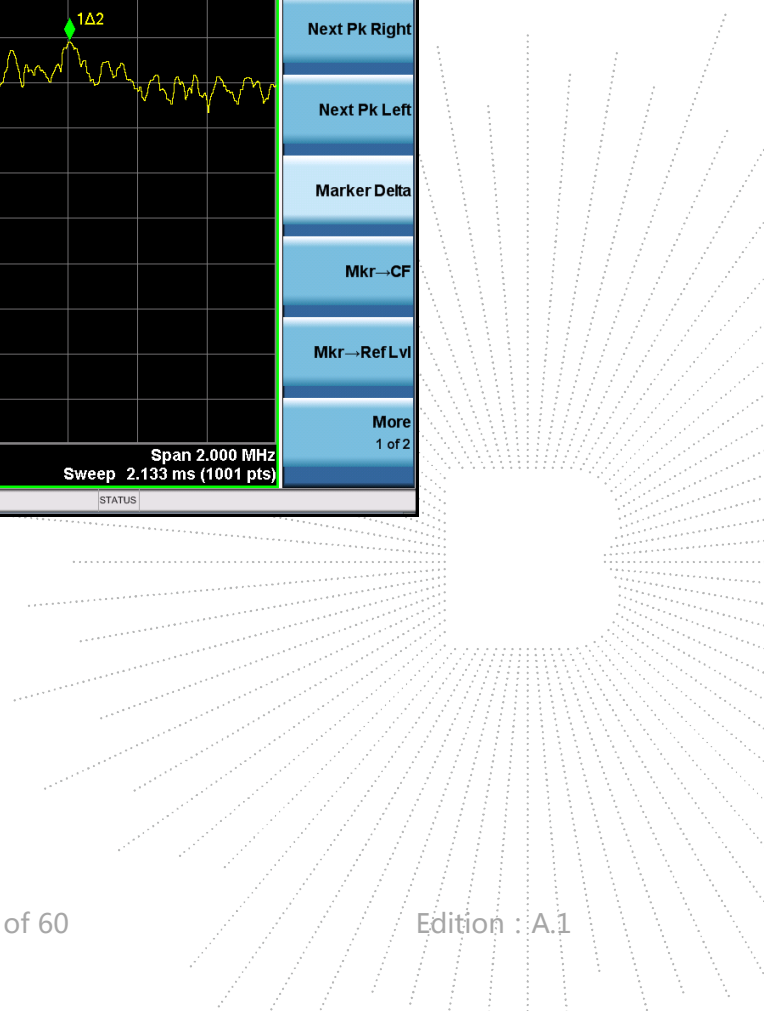 1Δ2
Next Pk Right
Next Pk Left
Marker Delta
Mkr→CF
Mkr→Ref Lvl
More
1 of 2
Span 2.000 MHz
Sweep 2.133 ms (1001 pts)
STATUS
of 60
Edition：A.1